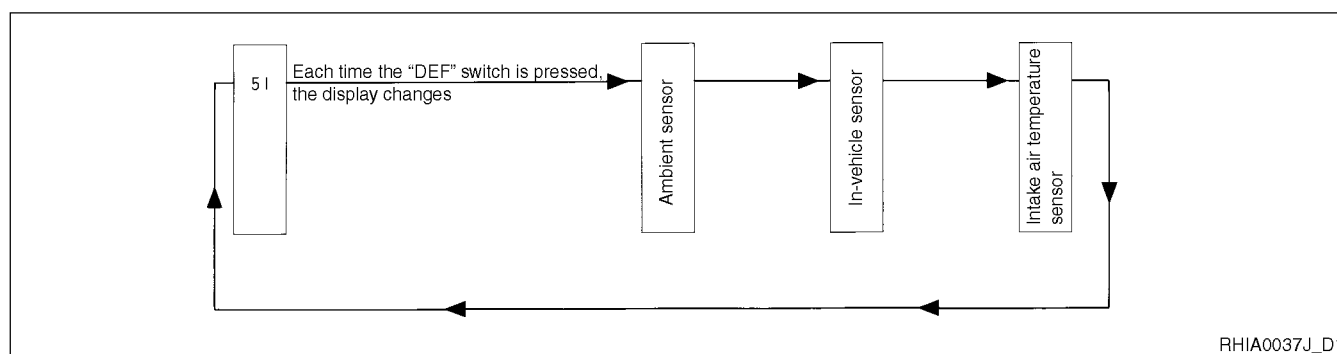 51
Each time the “DEF” switch is pressed,
the display changes
Ambient sensor
In-vehicle sensor
Intake air temperature
sensor
RHIA0037J_D